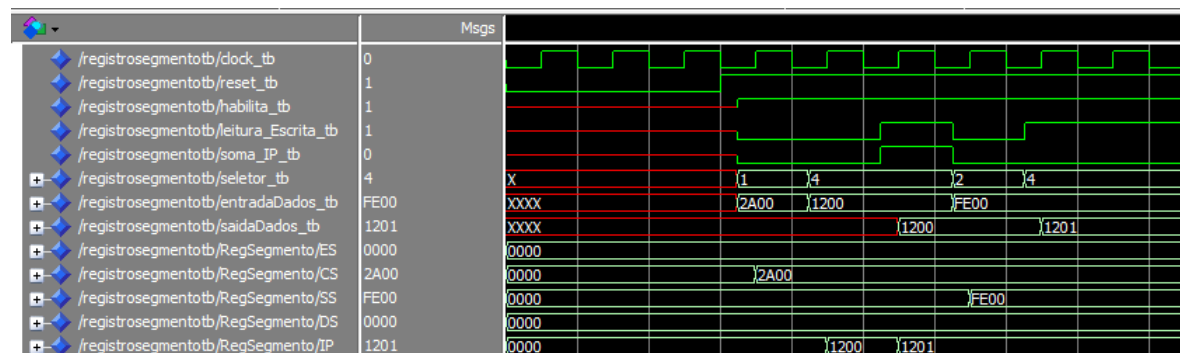 Msgs
/registrosegmentotb/clock_tb 0
/registrosegmentotb/reset_tb 1
/registrosegmentotb/habilita_tb 1
/registrosegmentotb/leitura_Escrita_tb 1
/registrosegmentotb/soma_IP_tb 0
/registrosegmentotb/seletor_tb 4 X 1 4 2 4
/registrosegmentotb/entradaDados_tb FE00 XXXX 2A00 1200 FE00
/registrosegmentotb/saidaDados_tb 1201 XXXX 1200 1201
/registrosegmentotb/RegSegmento/ES 0000 0000
/registrosegmentotb/RegSegmento/CS 2A00 0000 2A00
/registrosegmentotb/RegSegmento/SS FE00 0000 FE00
/registrosegmentotb/RegSegmento/DS 0000 0000
/registrosegmentotb/RegSegmento/IP 1201 0000 1200 1201